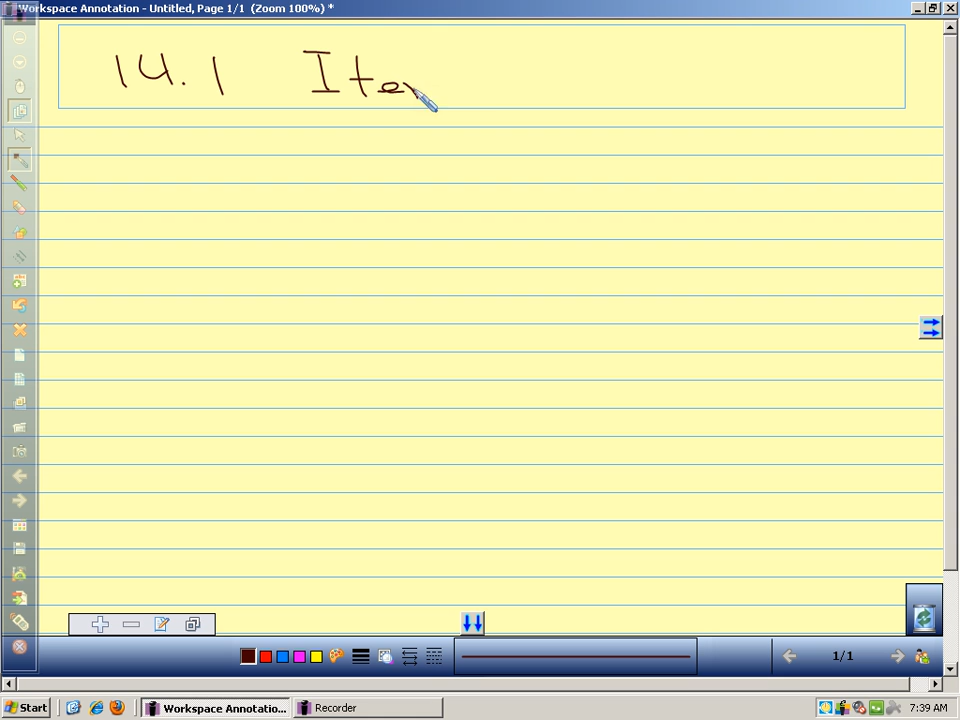 Workspace Annotation - Untitled, Page 1/1 (Zoom 100%) *
14.1 Iter
1/1
Start
Workspace Annotatio...
Recorder
7:39 AM